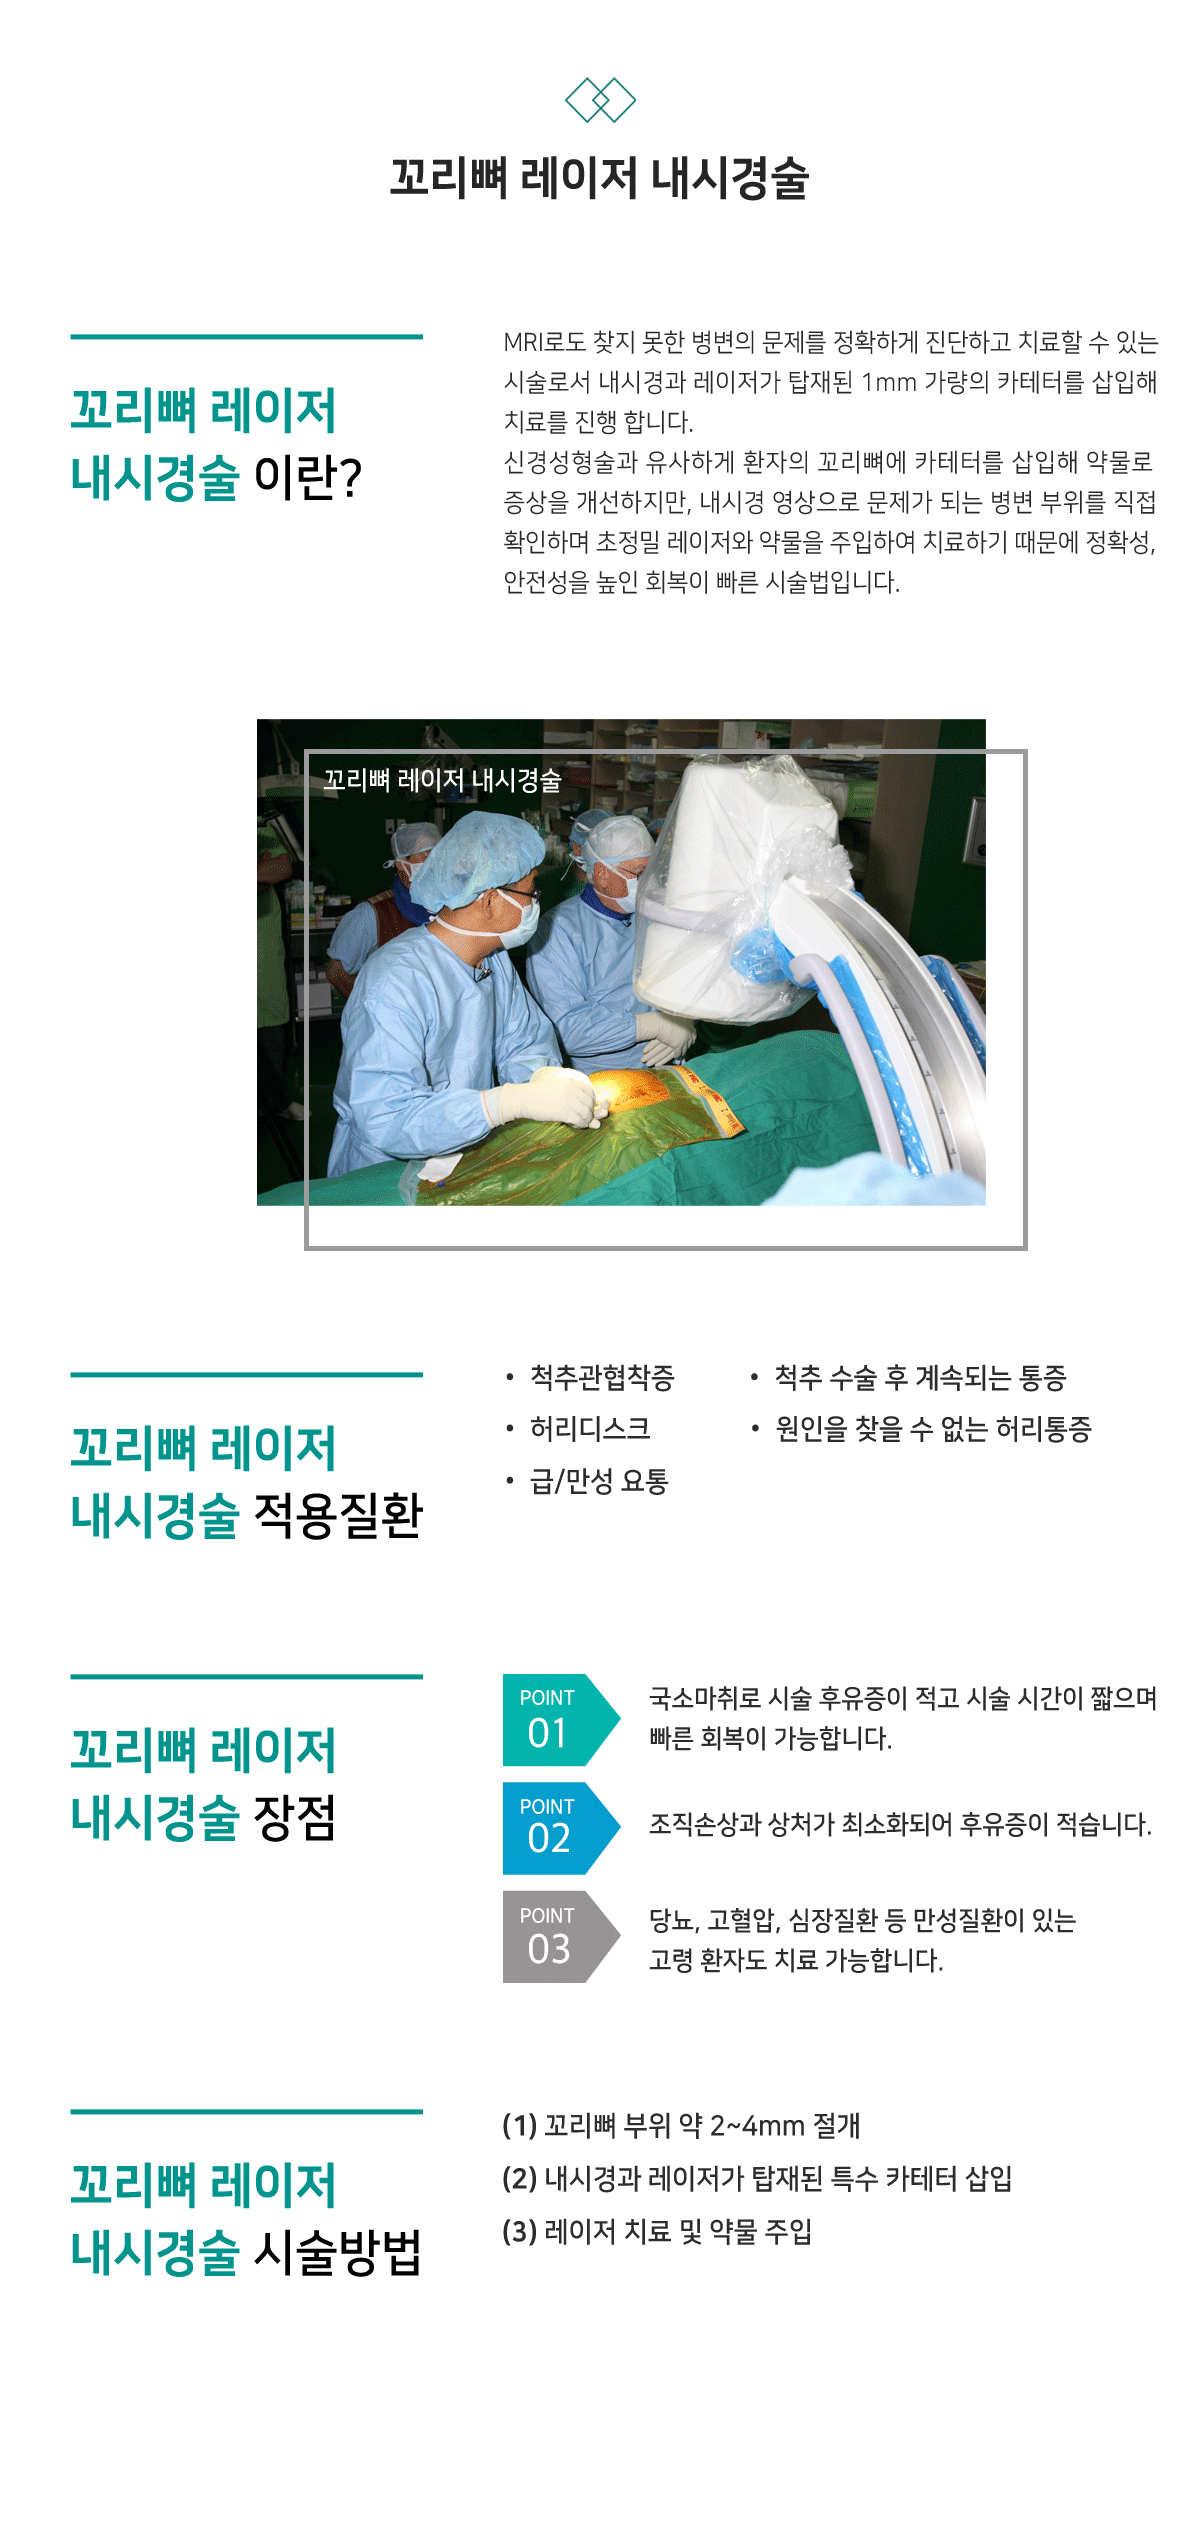 꼬리뼈 레이저 내시경술
꼬리뼈 레이저
내시경술 이란?
MRI로도 찾지 못한 병변의 문제를 정확하게 진단하고 치료할 수 있는
시술로서 내시경과 레이저가 탑재된 1mm 가량의 카테터를 삽입해
치료를 진행 합니다.
신경성형술과 유사하게 환자의 꼬리뼈에 카테터를 삽입해 약물로
증상을 개선하지만, 내시경 영상으로 문제가 되는 병변 부위를 직접
확인하며 초정밀 레이저와 약물을 주입하여 치료하기 때문에 정확성,
안전성을 높인 회복이 빠른 시술법입니다.
꼬리뼈 레이저 내시경술
꼬리뼈 레이저
내시경술 적용질환
• 척추관협착증
• 허리디스크
• 급/만성 요통
• 척추 수술 후 계속되는 통증
• 원인을 찾을 수 없는 허리통증
꼬리뼈 레이저
내시경술 장점
POINT
01
국소마취로 시술 후유증이 적고 시술 시간이 짧으며
빠른 회복이 가능합니다.
POINT
02
조직손상과 상처가 최소화되어 후유증이 적습니다.
POINT
03
당뇨, 고혈압, 심장질환 등 만성질환이 있는
고령 환자도 치료 가능합니다.
꼬리뼈 레이저
내시경술 시술방법
(1) 꼬리뼈 부위 약 2~4mm 절개
(2) 내시경과 레이저가 탑재된 특수 카테터 삽입
(3) 레이저 치료 및 약물 주입